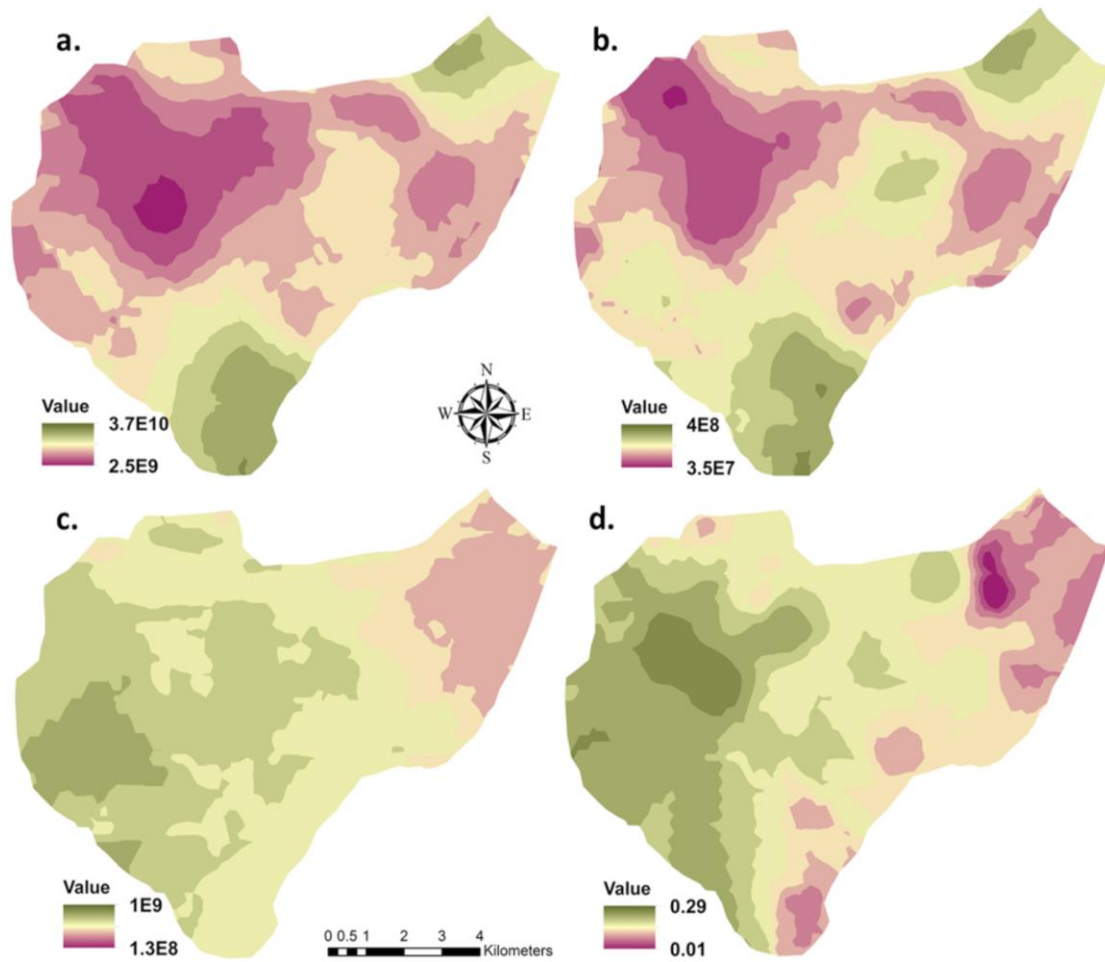 a.
b.
Value
3.7E10
2.5E9
N
W E
S
Value
4E8
3.5E7
c.
d.
Value
1E9
1.3E8
0 0.5 1 2 3 4
Kilometers
Value
0.29
0.01